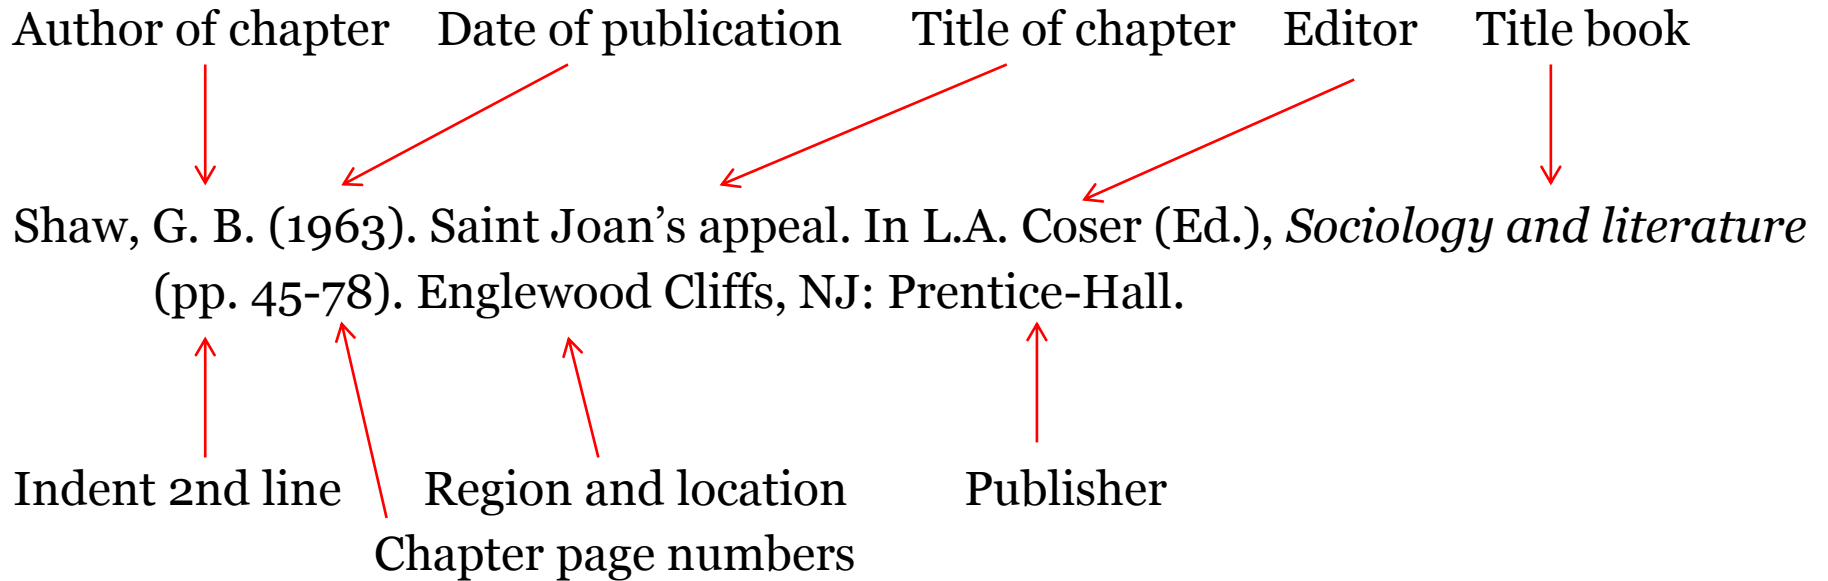 Author of chapter Date of publication Title of chapter Editor Title book
Shaw, G. B. (1963). Saint Joan’s appeal. In L.A. Coser (Ed.), Sociology and literature
(pp. 45-78). Englewood Cliffs, NJ: Prentice-Hall.
Indent 2nd line Region and location Publisher
Chapter page numbers